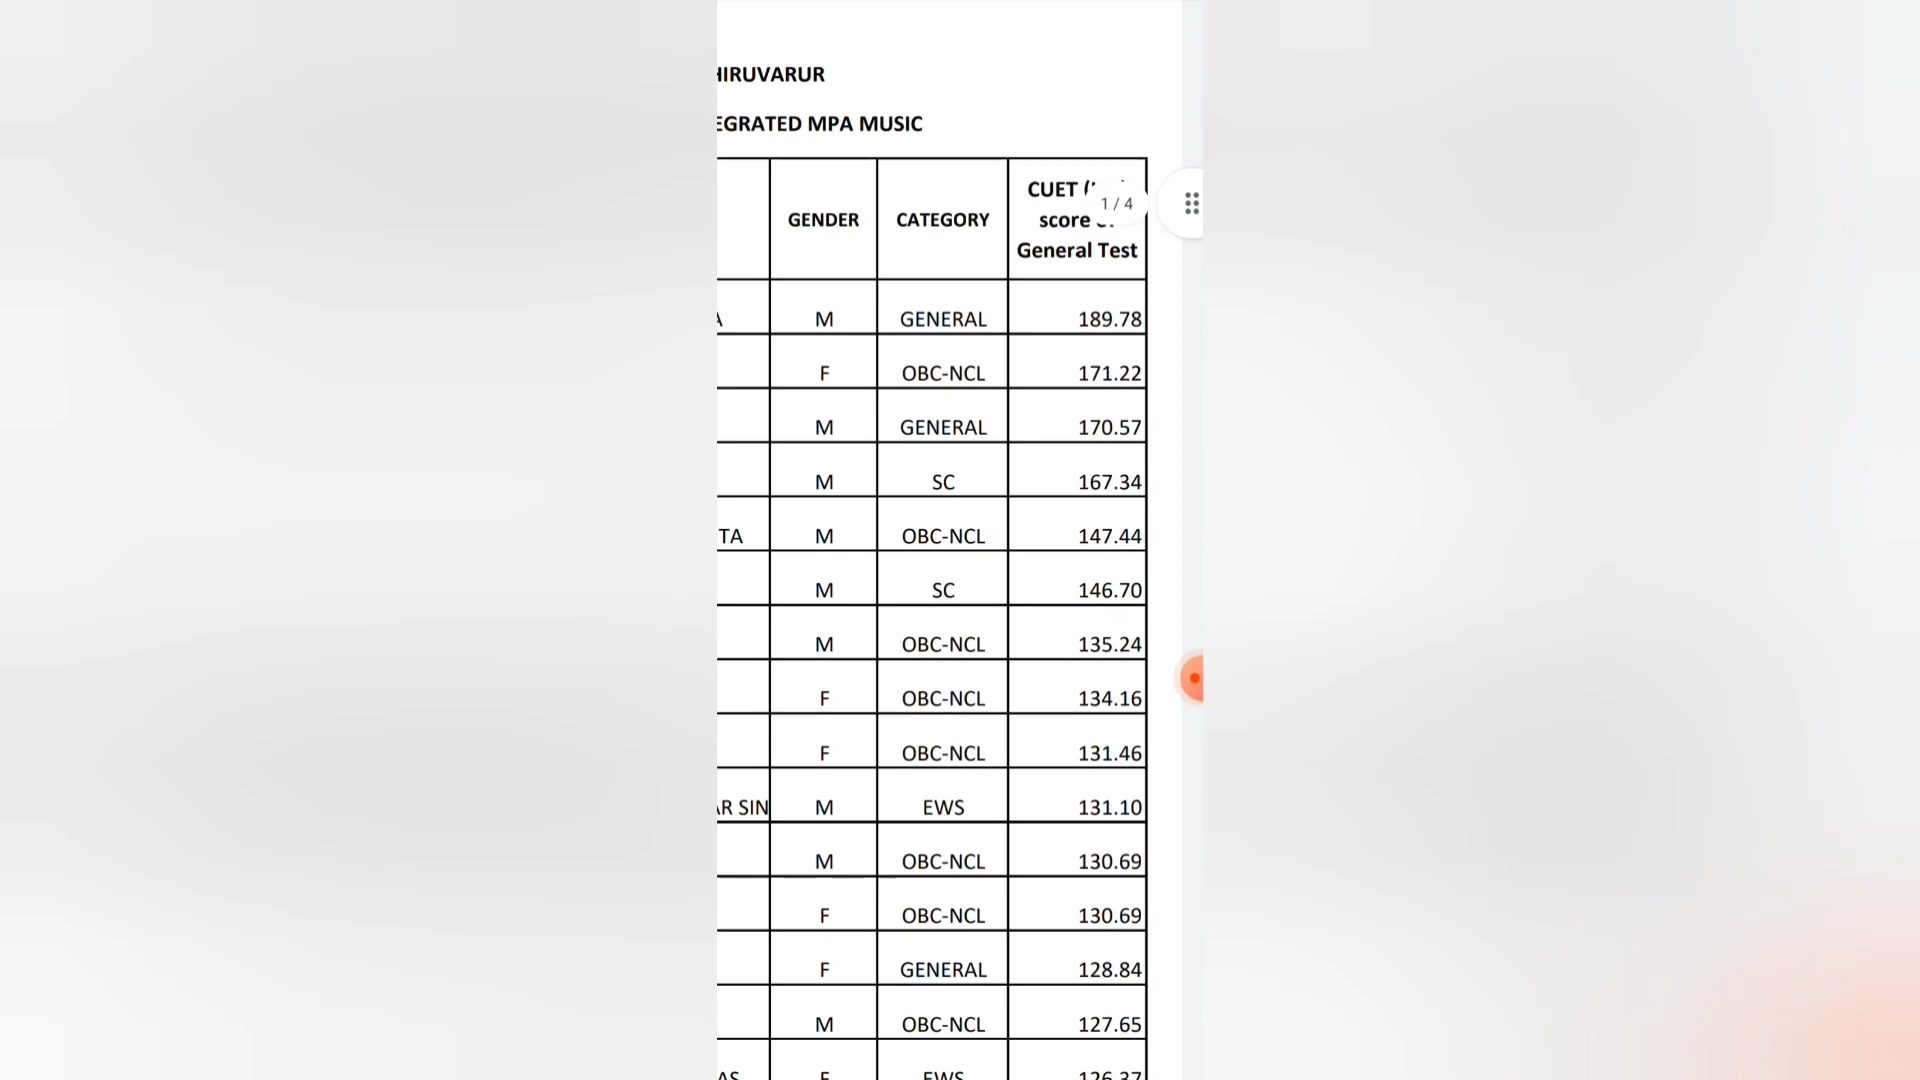 HIRUVARUR
EGRATED MPA MUSIC
GENDER CATEGORY CUET
score
General Test
1 / 4
A M GENERAL 189.78
F OBC-NCL 171.22
M GENERAL 170.57
M SC 167.34
TA M OBC-NCL 147.44
M SC 146.70
M OBC-NCL 135.24
F OBC-NCL 134.16
F OBC-NCL 131.46
AR SIN M EWS 131.10
M OBC-NCL 130.69
F OBC-NCL 130.69
F GENERAL 128.84
M OBC-NCL 127.65
AS F EWS 126.37